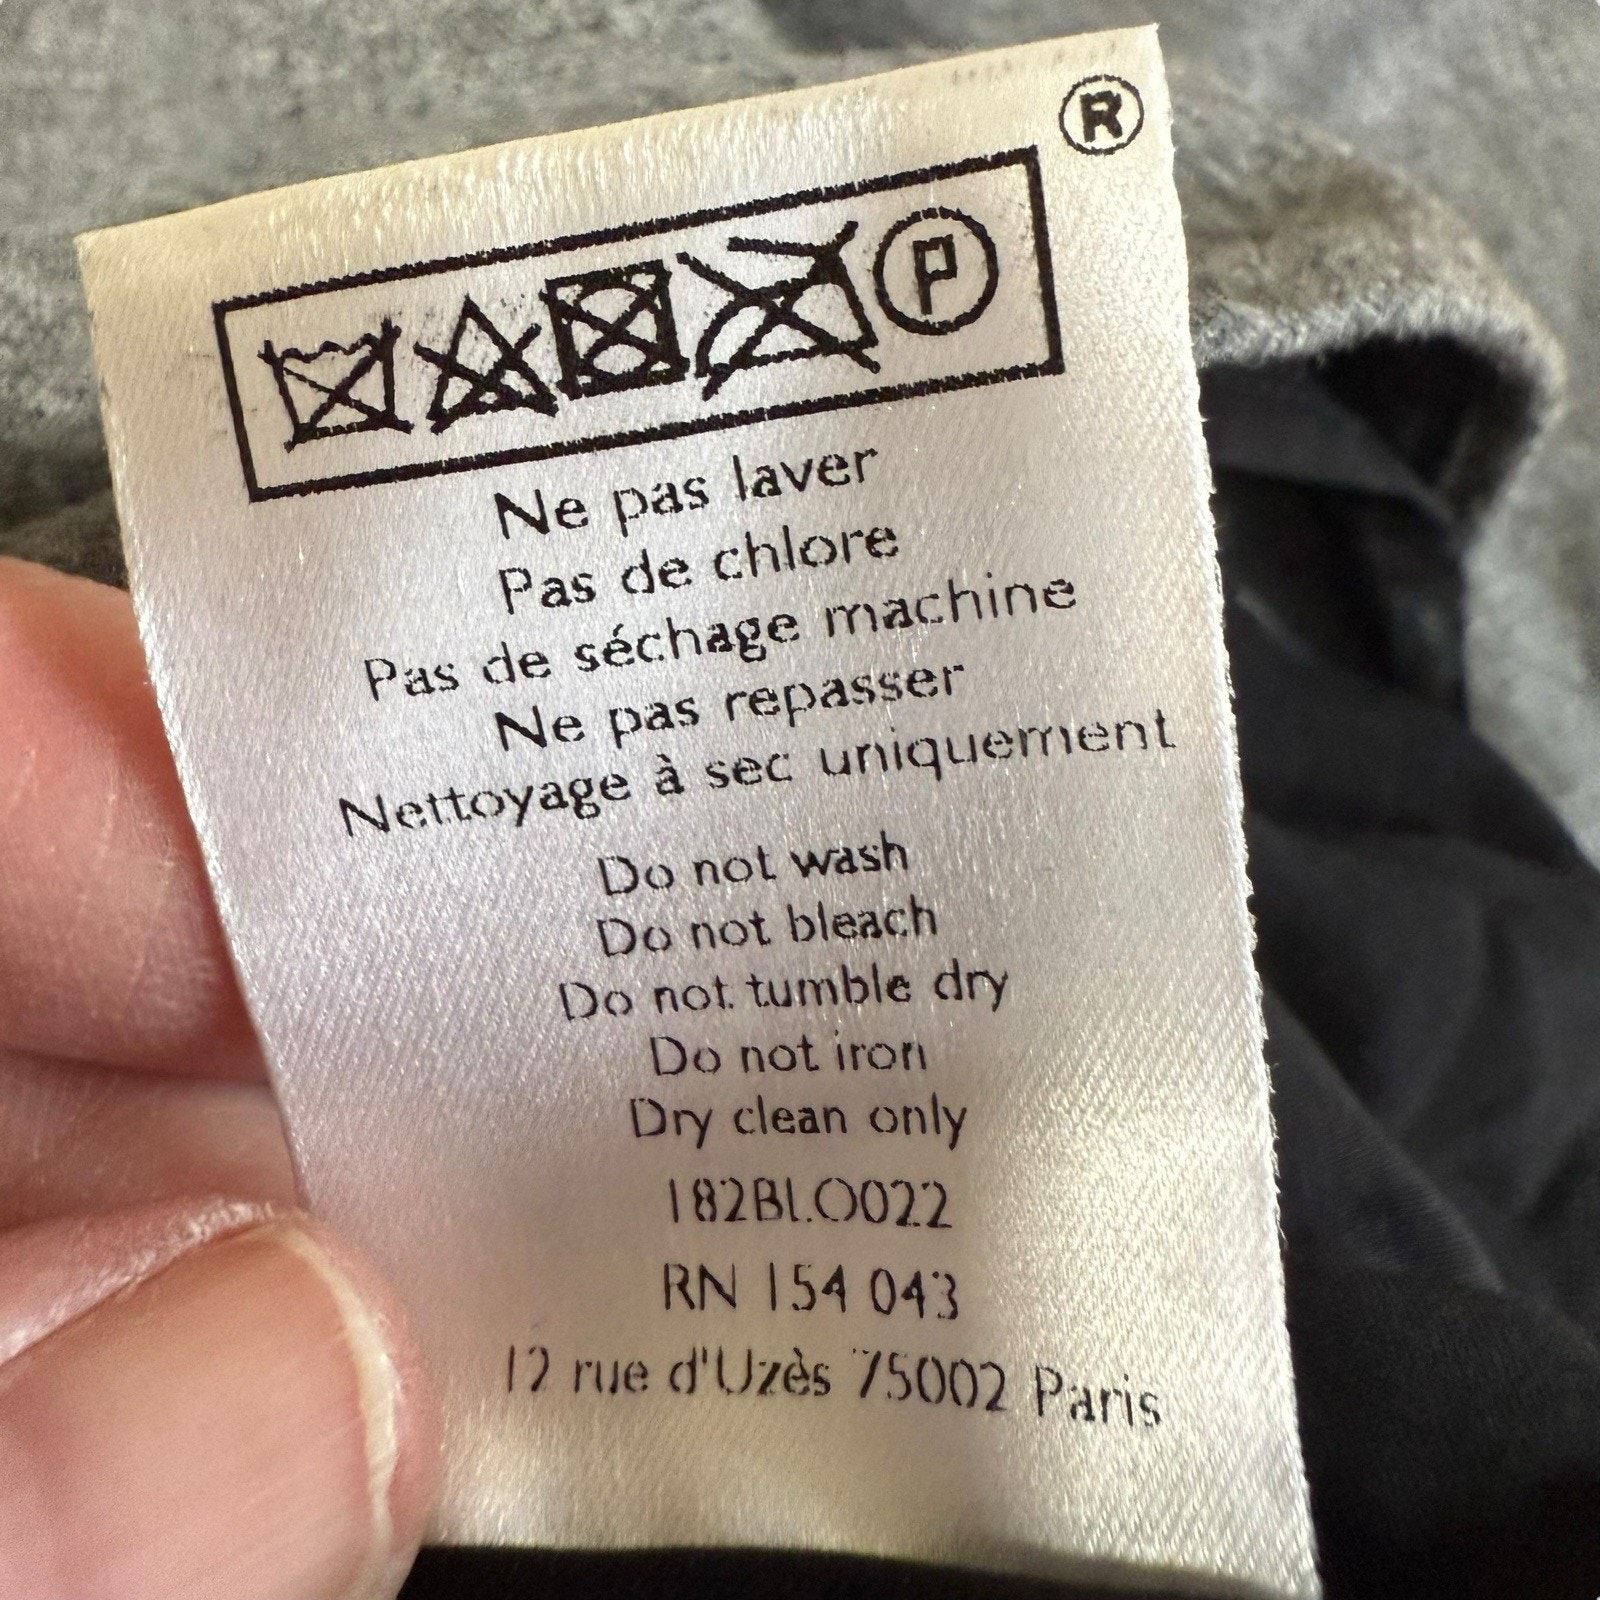 ®
P
Ne pas laver
Pas de chlore
Pas de séchage machine
Ne pas repasser
Nettoyage à sec uniquement
Do not wash
Do not bleach
Do not tumble dry
Do not iron
Dry clean only
182BLO022
RN 154 043
12 rue d'Uzès 75002 Paris